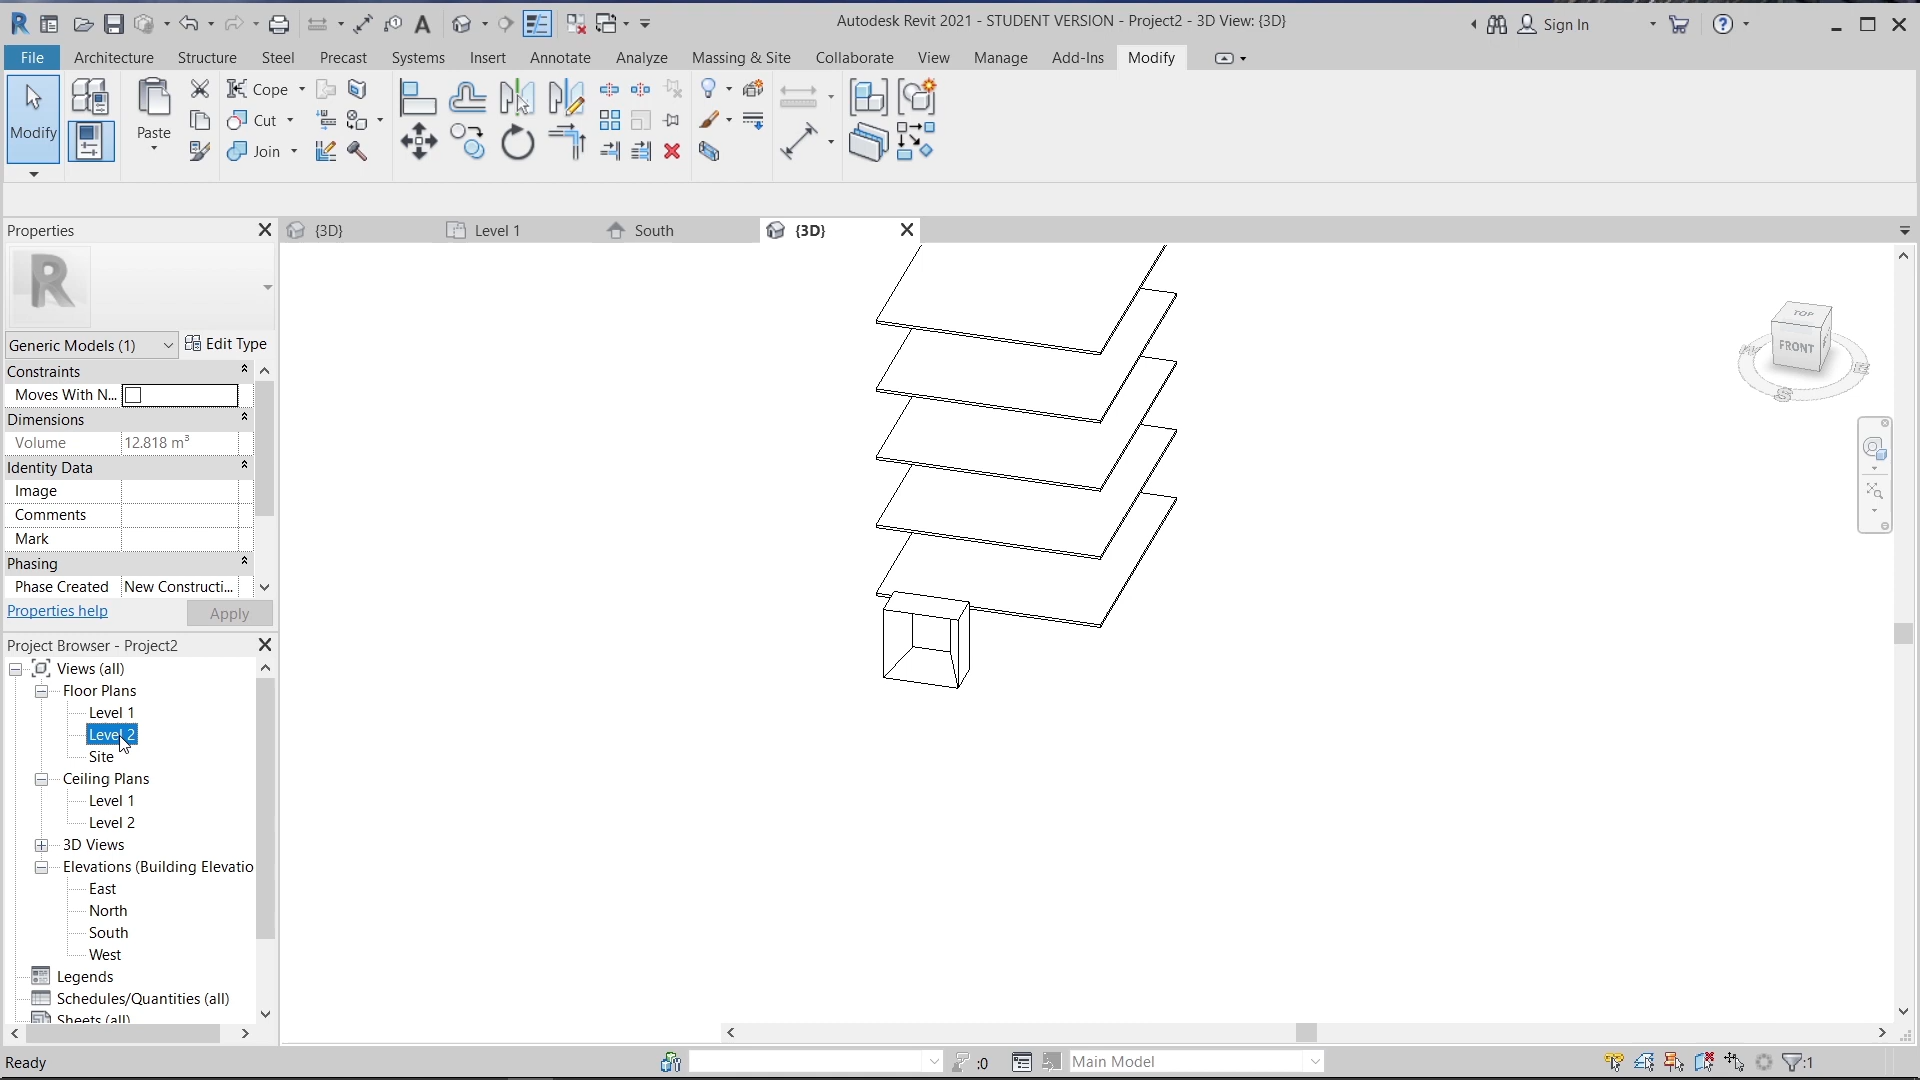 Autodesk Revit 2021 - STUDENT VERSION - Project2 - 3D View: {3D}
Sign In
File Architecture Structure Steel Precast Systems Insert Annotate Analyze Massing & Site Collaborate View Manage Add-Ins Modify
Modify
Paste
Cope
Cut
Join
Properties
{3D}
Level 1
South
{3D}
R
Generic Models (1)
Edit Type
Constraints
Moves With N...
Dimensions
Volume 12.818 m³
Identity Data
Image
Comments
Mark
Phasing
Phase Created New Constructi...
Properties help
Apply
Project Browser - Project2
Views (all)
Floor Plans
Level 1
Level 2
Site
Ceiling Plans
Level 1
Level 2
3D Views
Elevations (Building Elevatio
East
North
South
West
Legends
Schedules/Quantities (all)
Sheets (all)
TOP
FRONT
W
S
E
Ready
:0
Main Model
:1